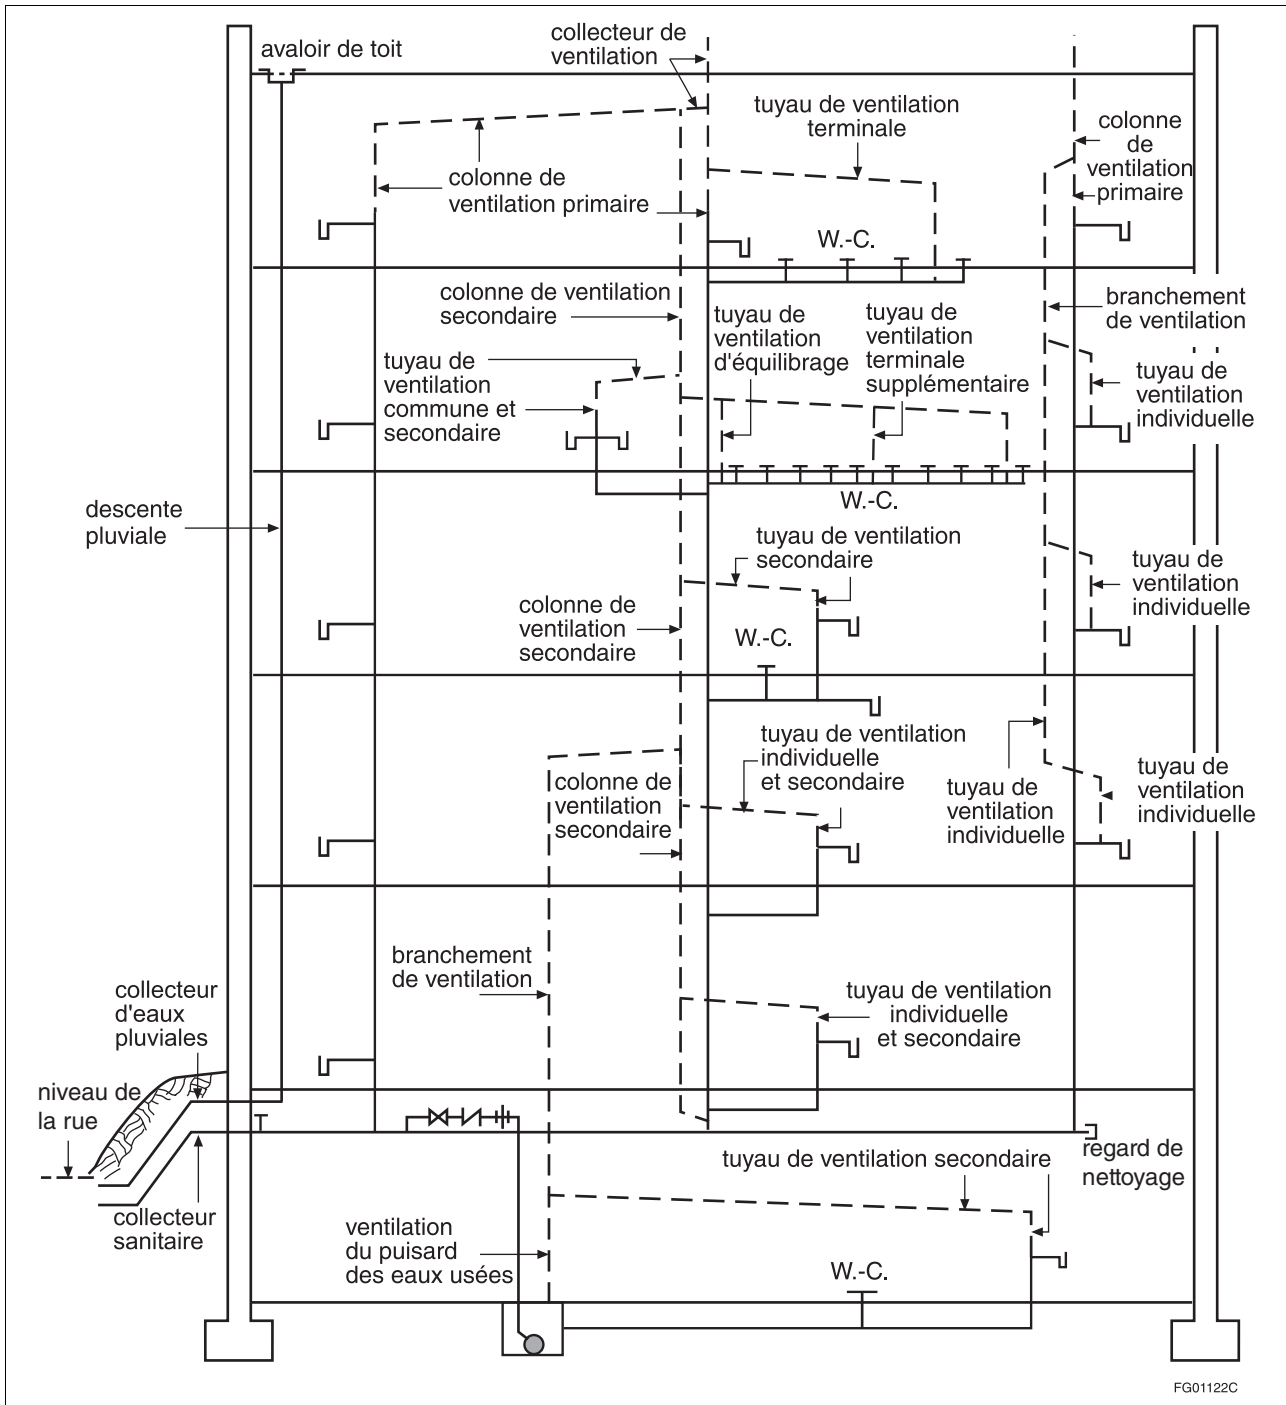 collecteur de
ventilation
avaloir de toit
tuyau de ventilation
terminale
colonne
de
ventilation
primaire
colonne de
ventilation primaire
W.-C.
colonne de ventilation
secondaire
tuyau de
ventilation
d'équilibrage
tuyau de
ventilation
terminale
supplémentaire
branchement
de ventilation
tuyau de
ventilation
commune et
secondaire
tuyau de
ventilation
individuelle
W.-C.
descente
pluviale
tuyau de ventilation
secondaire
tuyau de
ventilation
individuelle
colonne de
ventilation
secondaire
W.-C.
tuyau de ventilation
individuelle
et secondaire
colonne de
ventilation
secondaire
tuyau de
ventilation
individuelle
tuyau de
ventilation
individuelle
branchement
de ventilation
collecteur
d'eaux
pluviales
tuyau de ventilation
individuelle
et secondaire
niveau de
la rue
regard de
nettoyage
tuyau de ventilation secondaire
collecteur
sanitaire
ventilation
du puisard
des eaux usées
W.-C.
FG01122C